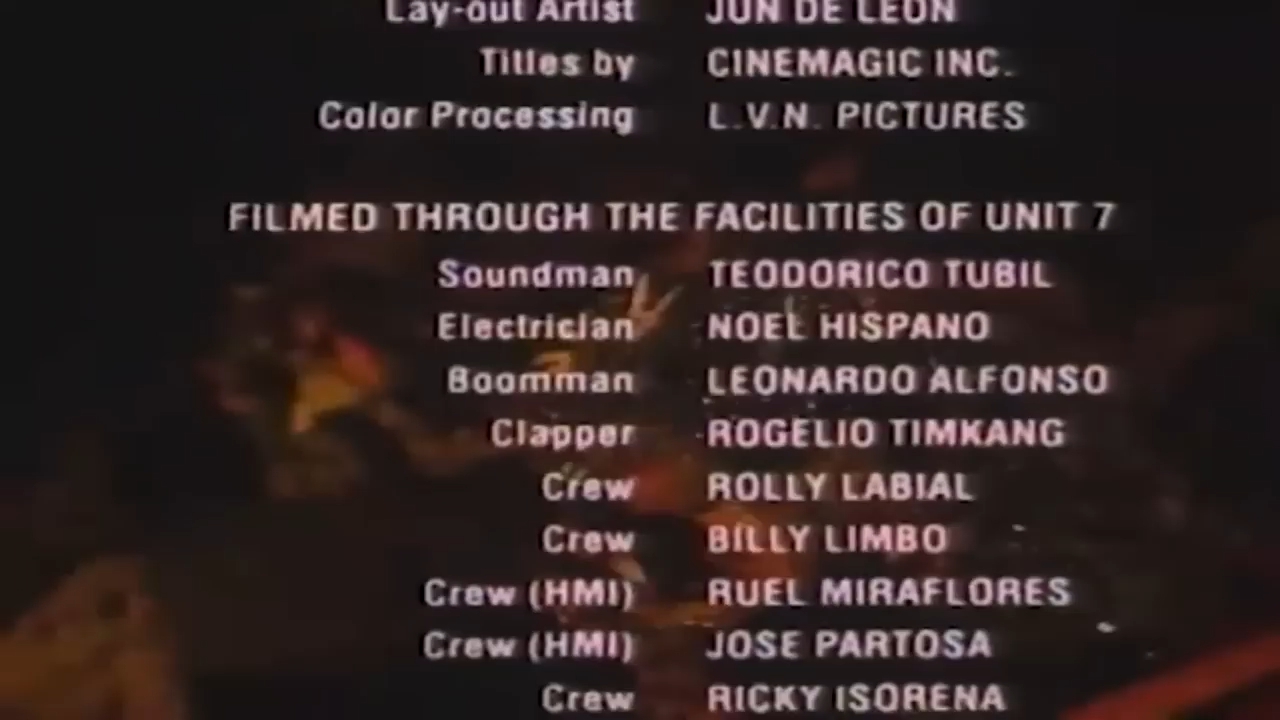 Lay-out Artist JUN DE LEON
Titles by CINEMAGIC INC.
Color Processing L.V.N. PICTURES
FILMED THROUGH THE FACILITIES OF UNIT 7
Soundman TEODORICO TUBIL
Electrician NOEL HISPANO
Boomman LEONARDO ALFONSO
Clapper ROGELIO TIMKANG
Crew ROLLY LABIAL
Crew BILLY LIMBO
Crew (HMI) RUEL MIRAFLORES
Crew (HMI) JOSE PARTOSA
Crew RICKY ISORENA